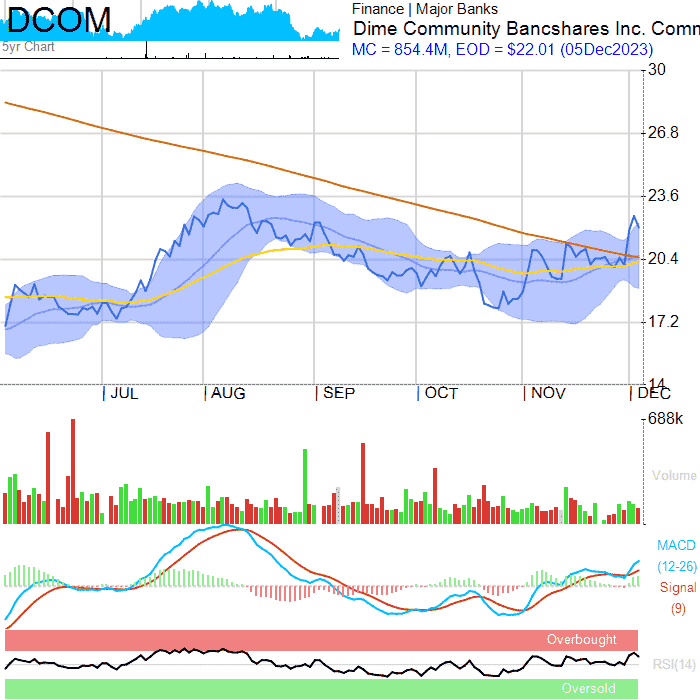 DCOM
5yr Chart
Finance | Major Banks
Dime Community Bancshares Inc. Comm
MC = 854.4M, EOD = $22.01 (05Dec2023)
30
26.8
23.6
20.4
17.2
14
JUL
AUG
SEP
OCT
NOV
DEC
688k
Volume
MACD
(12-26)
Signal
(9)
Overbought
RSI(14)
Oversold